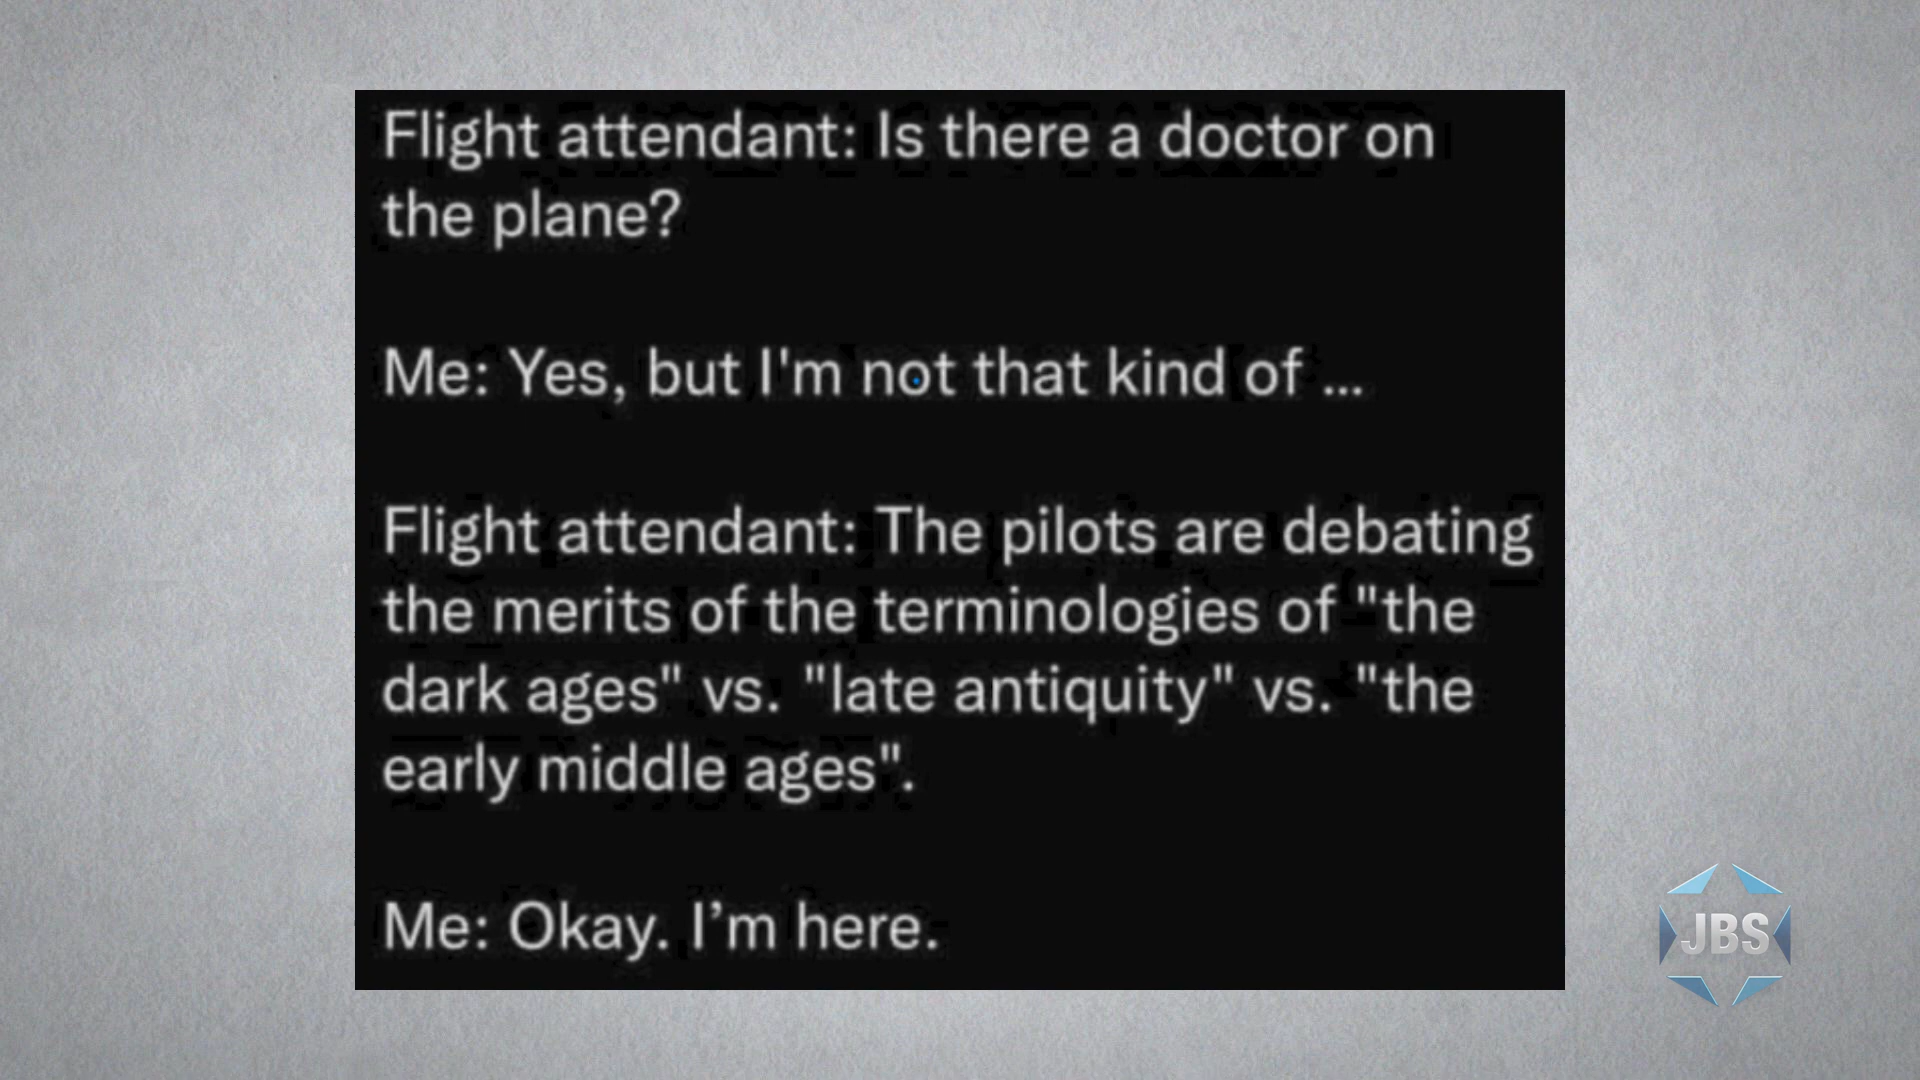 Flight attendant: Is there a doctor on
the plane?
Me: Yes, but I'm not that kind of ...
Flight attendant: The pilots are debating
the merits of the terminologies of "the
dark ages" vs. "late antiquity" vs. "the
early middle ages".
Me: Okay. I’m here.
JBS